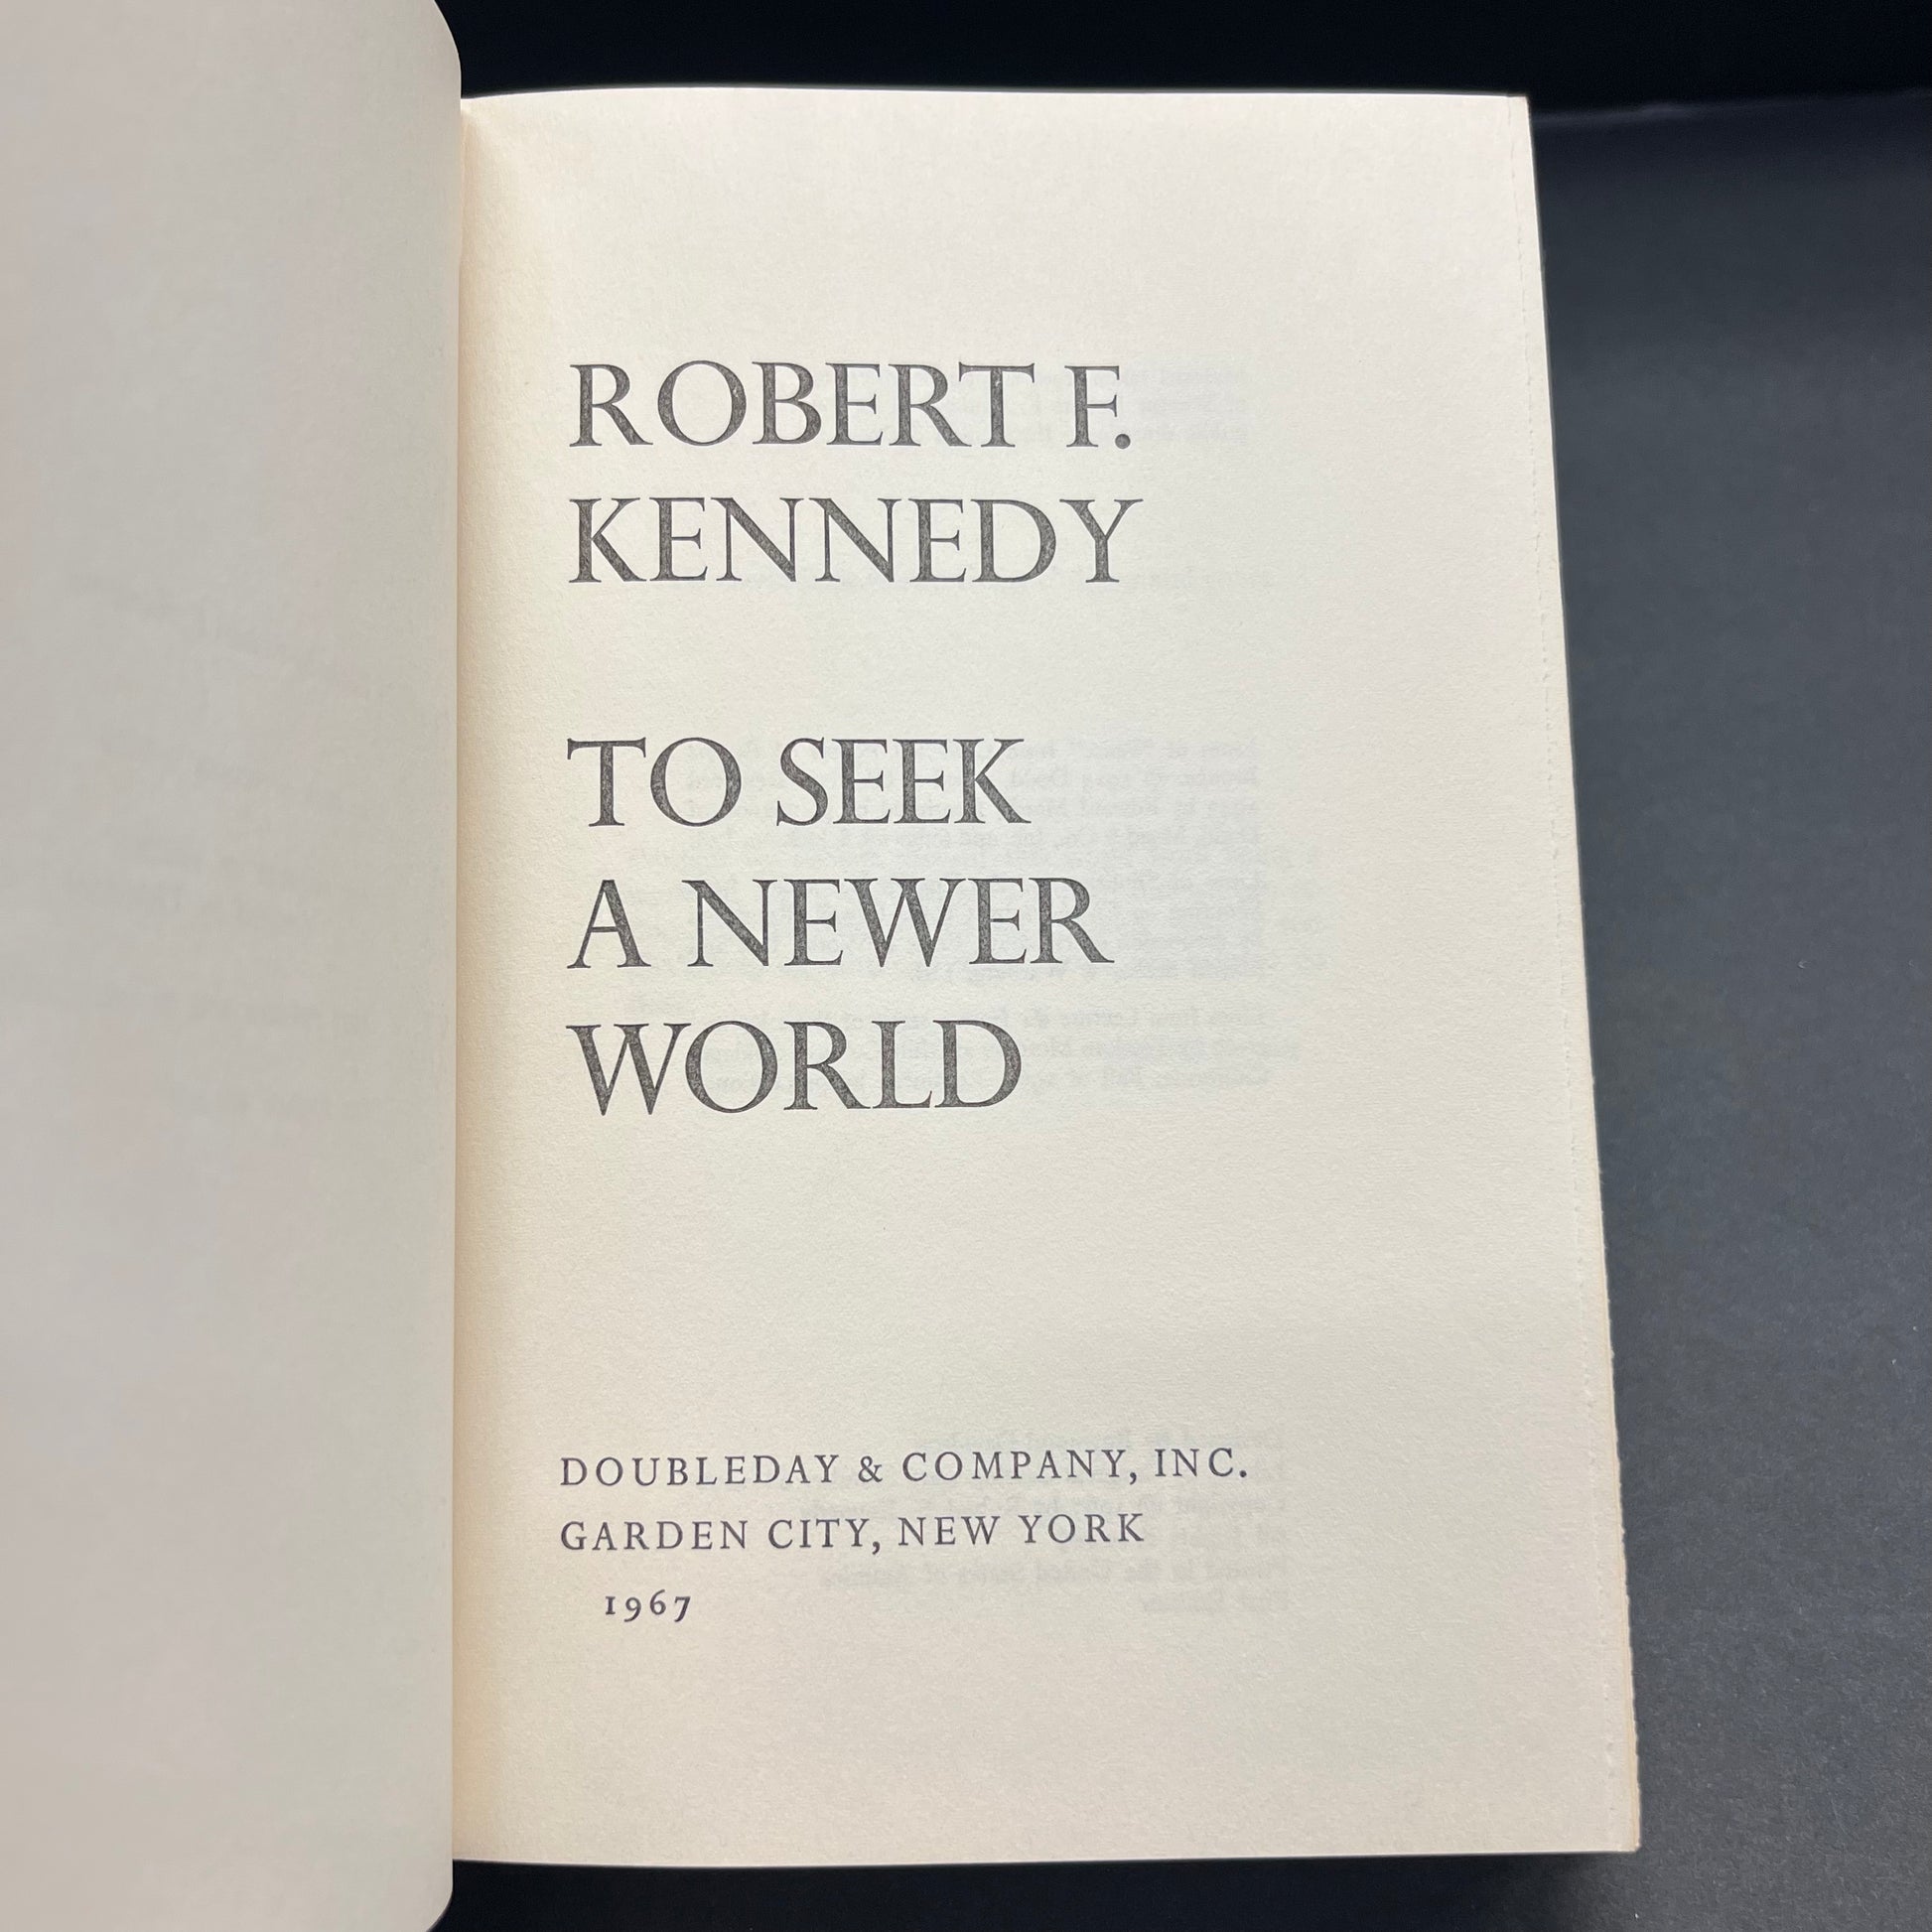 ROBERT F.
KENNEDY
TO SEEK
A NEWER
WORLD
DOUBLEDAY & COMPANY, INC.
GARDEN CITY, NEW YORK
1967